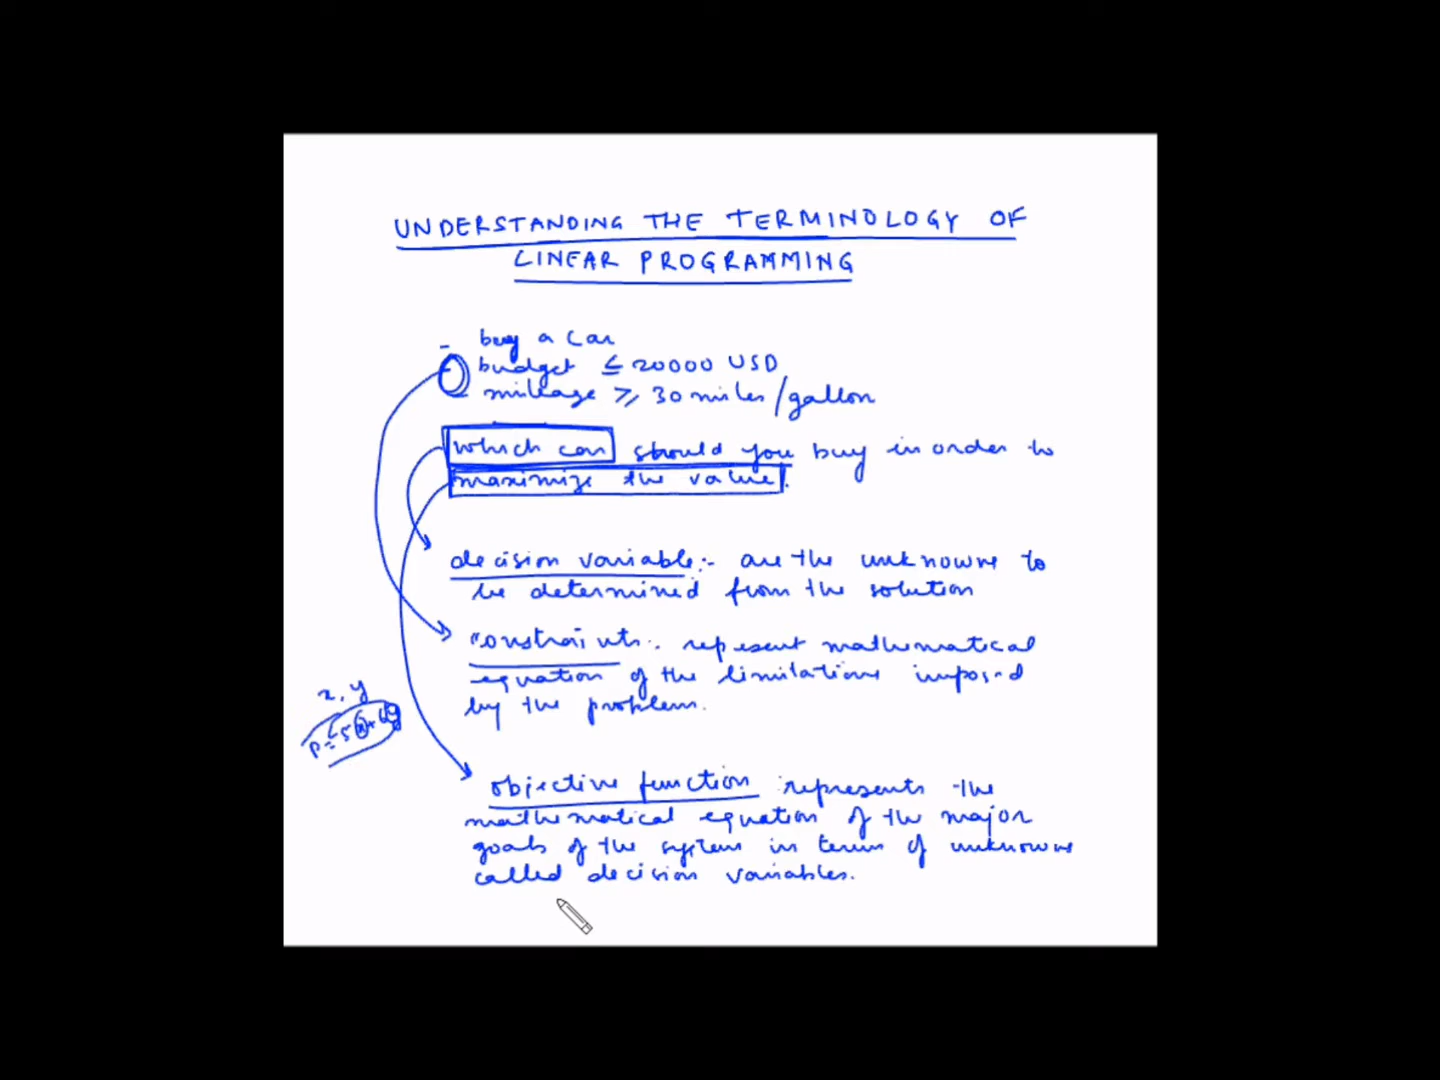 UNDERSTANDING THE TERMINOLOGY OF
LINEAR PROGRAMMING
- buy a car
- budget ≤ 20000 USD
- mileage ≥ 30 miles/gallon
which car should you buy in order to
maximize the value.
decision variable:- are the unknowns to
be determined from the solution
constraints:. represent mathematical
equation of the limitations imposed
by the problem.
x, y
P = 5x + 6y
objective function represents the
mathematical equation of the major
goals of the system in terms of unknowns
called decision variables.